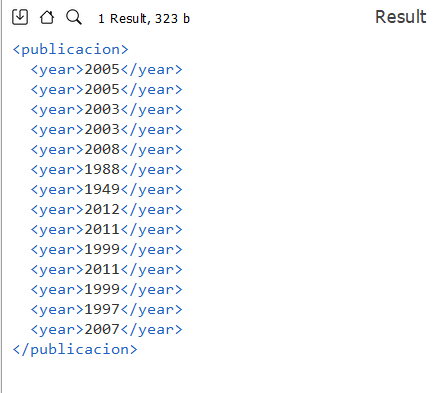 1 Result, 323 b Result
<publicacion>
  <year>2005</year>
  <year>2005</year>
  <year>2003</year>
  <year>2003</year>
  <year>2008</year>
  <year>1988</year>
  <year>1949</year>
  <year>2012</year>
  <year>2011</year>
  <year>1999</year>
  <year>2011</year>
  <year>1999</year>
  <year>1997</year>
  <year>2007</year>
</publicacion>